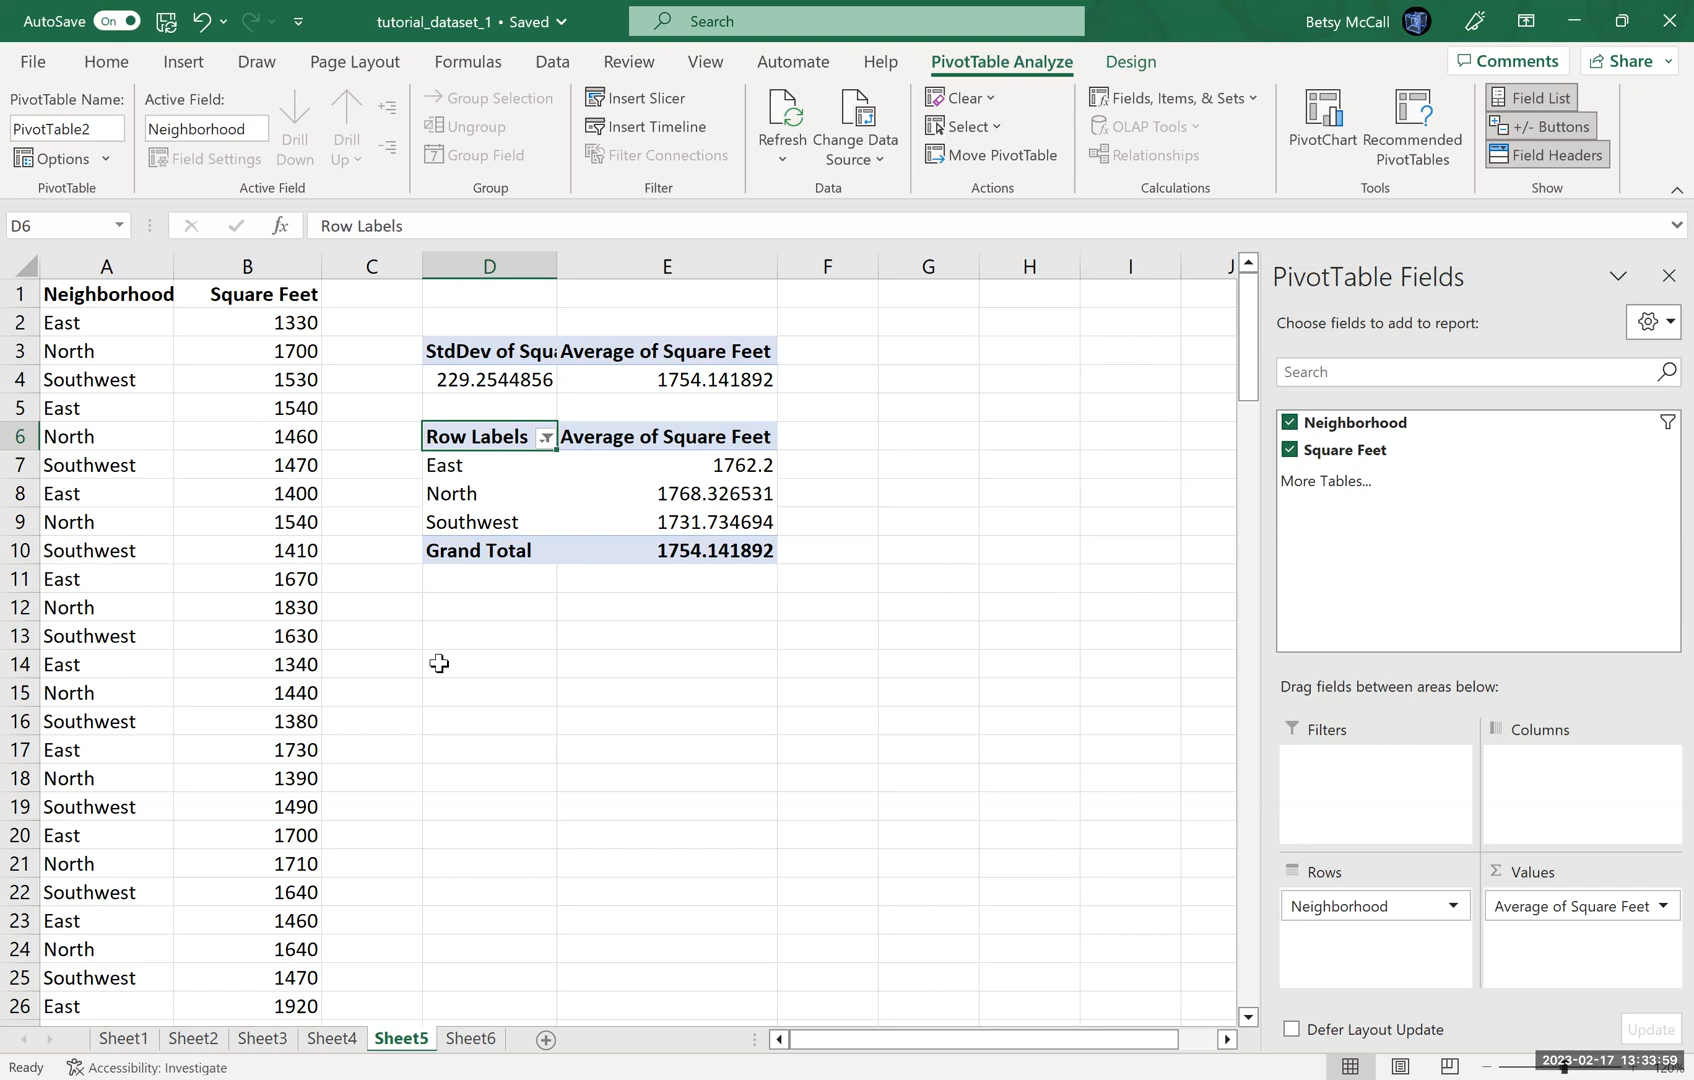 AutoSave On tutorial_dataset_1 • Saved Search Betsy McCall
File Home Insert Draw Page Layout Formulas Data Review View Automate Help PivotTable Analyze Design Comments Share
PivotTable Name:
PivotTable2
Options
PivotTable
Active Field:
Neighborhood
Field Settings
Drill Down
Drill Up
Active Field
Group Selection
Ungroup
7 Group Field
Group
Insert Slicer
Insert Timeline
Filter Connections
Filter
Refresh
Change Data Source
Data
Clear
Select
Move PivotTable
Actions
Fields, Items, & Sets
OLAP Tools
Relationships
Calculations
PivotChart
Recommended PivotTables
Tools
Field List
+/- Buttons
Field Headers
Show
D6 fx Row Labels
A B C D E F G H I J
1 Neighborhood Square Feet
2 East 1330
3 North 1700 StdDev of Squa Average of Square Feet
4 Southwest 1530 229.2544856 1754.141892
5 East 1540
6 North 1460 Row Labels Average of Square Feet
7 Southwest 1470 East 1762.2
8 East 1400 North 1768.326531
9 North 1540 Southwest 1731.734694
10 Southwest 1410 Grand Total 1754.141892
11 East 1670
12 North 1830
13 Southwest 1630
14 East 1340
15 North 1440
16 Southwest 1380
17 East 1730
18 North 1390
19 Southwest 1490
20 East 1700
21 North 1710
22 Southwest 1640
23 East 1460
24 North 1640
25 Southwest 1470
26 East 1920
PivotTable Fields
Choose fields to add to report:
Search
Neighborhood
Square Feet
More Tables...
Drag fields between areas below:
Filters Columns
Rows Σ Values
Neighborhood Average of Square Feet
Defer Layout Update Update
Sheet1 Sheet2 Sheet3 Sheet4 Sheet5 Sheet6
Ready Accessibility: Investigate
2023-02-17 13:33:59
120%